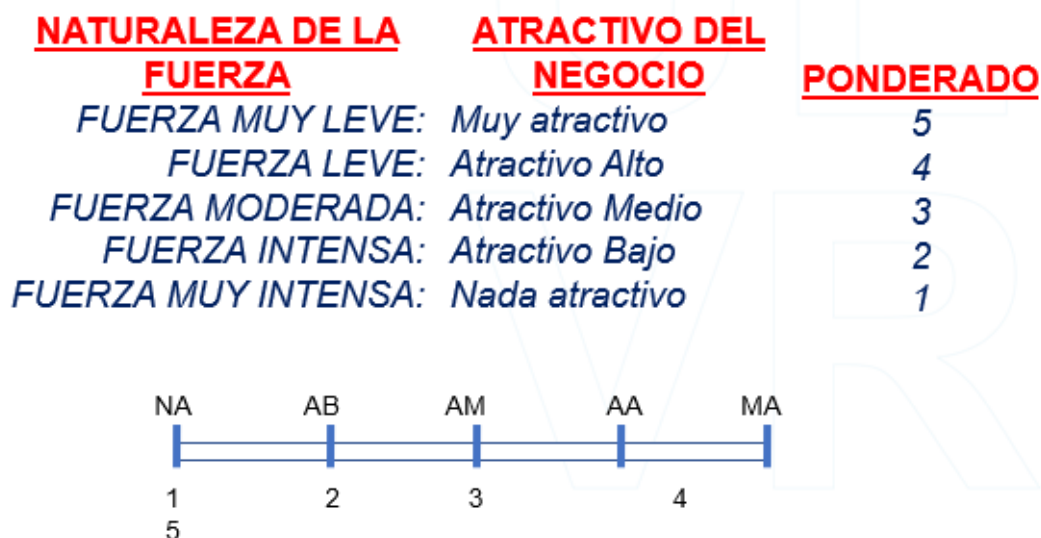 NATURALEZA DE LA FUERZA ATRACTIVO DEL NEGOCIO PONDERADO
FUERZA MUY LEVE: Muy atractivo 5
FUERZA LEVE: Atractivo Alto 4
FUERZA MODERADA: Atractivo Medio 3
FUERZA INTENSA: Atractivo Bajo 2
FUERZA MUY INTENSA: Nada atractivo 1
NA AB AM AA MA
1 2 3 4
5